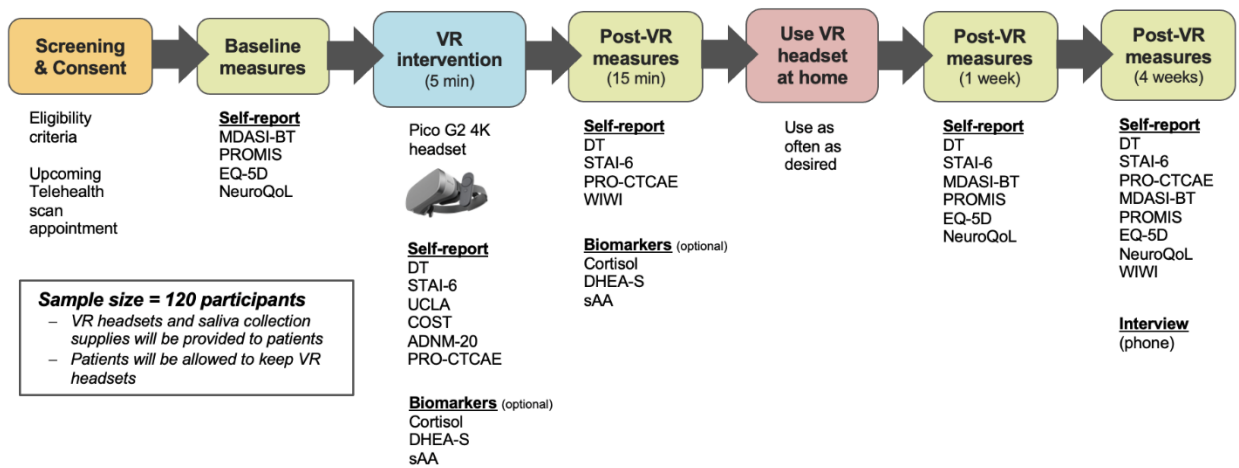 Screening
& Consent
Eligibility
criteria
Upcoming
Telehealth
scan
appointment
Baseline
measures
Self-report
MDASI-BT
PROMIS
EQ-5D
NeuroQoL
VR
intervention
(5 min)
Pico G2 4K
headset
Self-report
DT
STAI-6
UCLA
COST
ADNM-20
PRO-CTCAE
Biomarkers (optional)
Cortisol
DHEA-S
sAA
Post-VR
measures
(15 min)
Self-report
DT
STAI-6
PRO-CTCAE
WIWI
Biomarkers (optional)
Cortisol
DHEA-S
sAA
Use VR
headset
at home
Use as
often as
desired
Post-VR
measures
(1 week)
Self-report
DT
STAI-6
MDASI-BT
PROMIS
EQ-5D
NeuroQoL
Post-VR
measures
(4 weeks)
Self-report
DT
STAI-6
PRO-CTCAE
MDASI-BT
PROMIS
EQ-5D
NeuroQoL
WIWI
Interview
(phone)
Sample size = 120 participants
– VR headsets and saliva collection
supplies will be provided to patients
– Patients will be allowed to keep VR
headsets